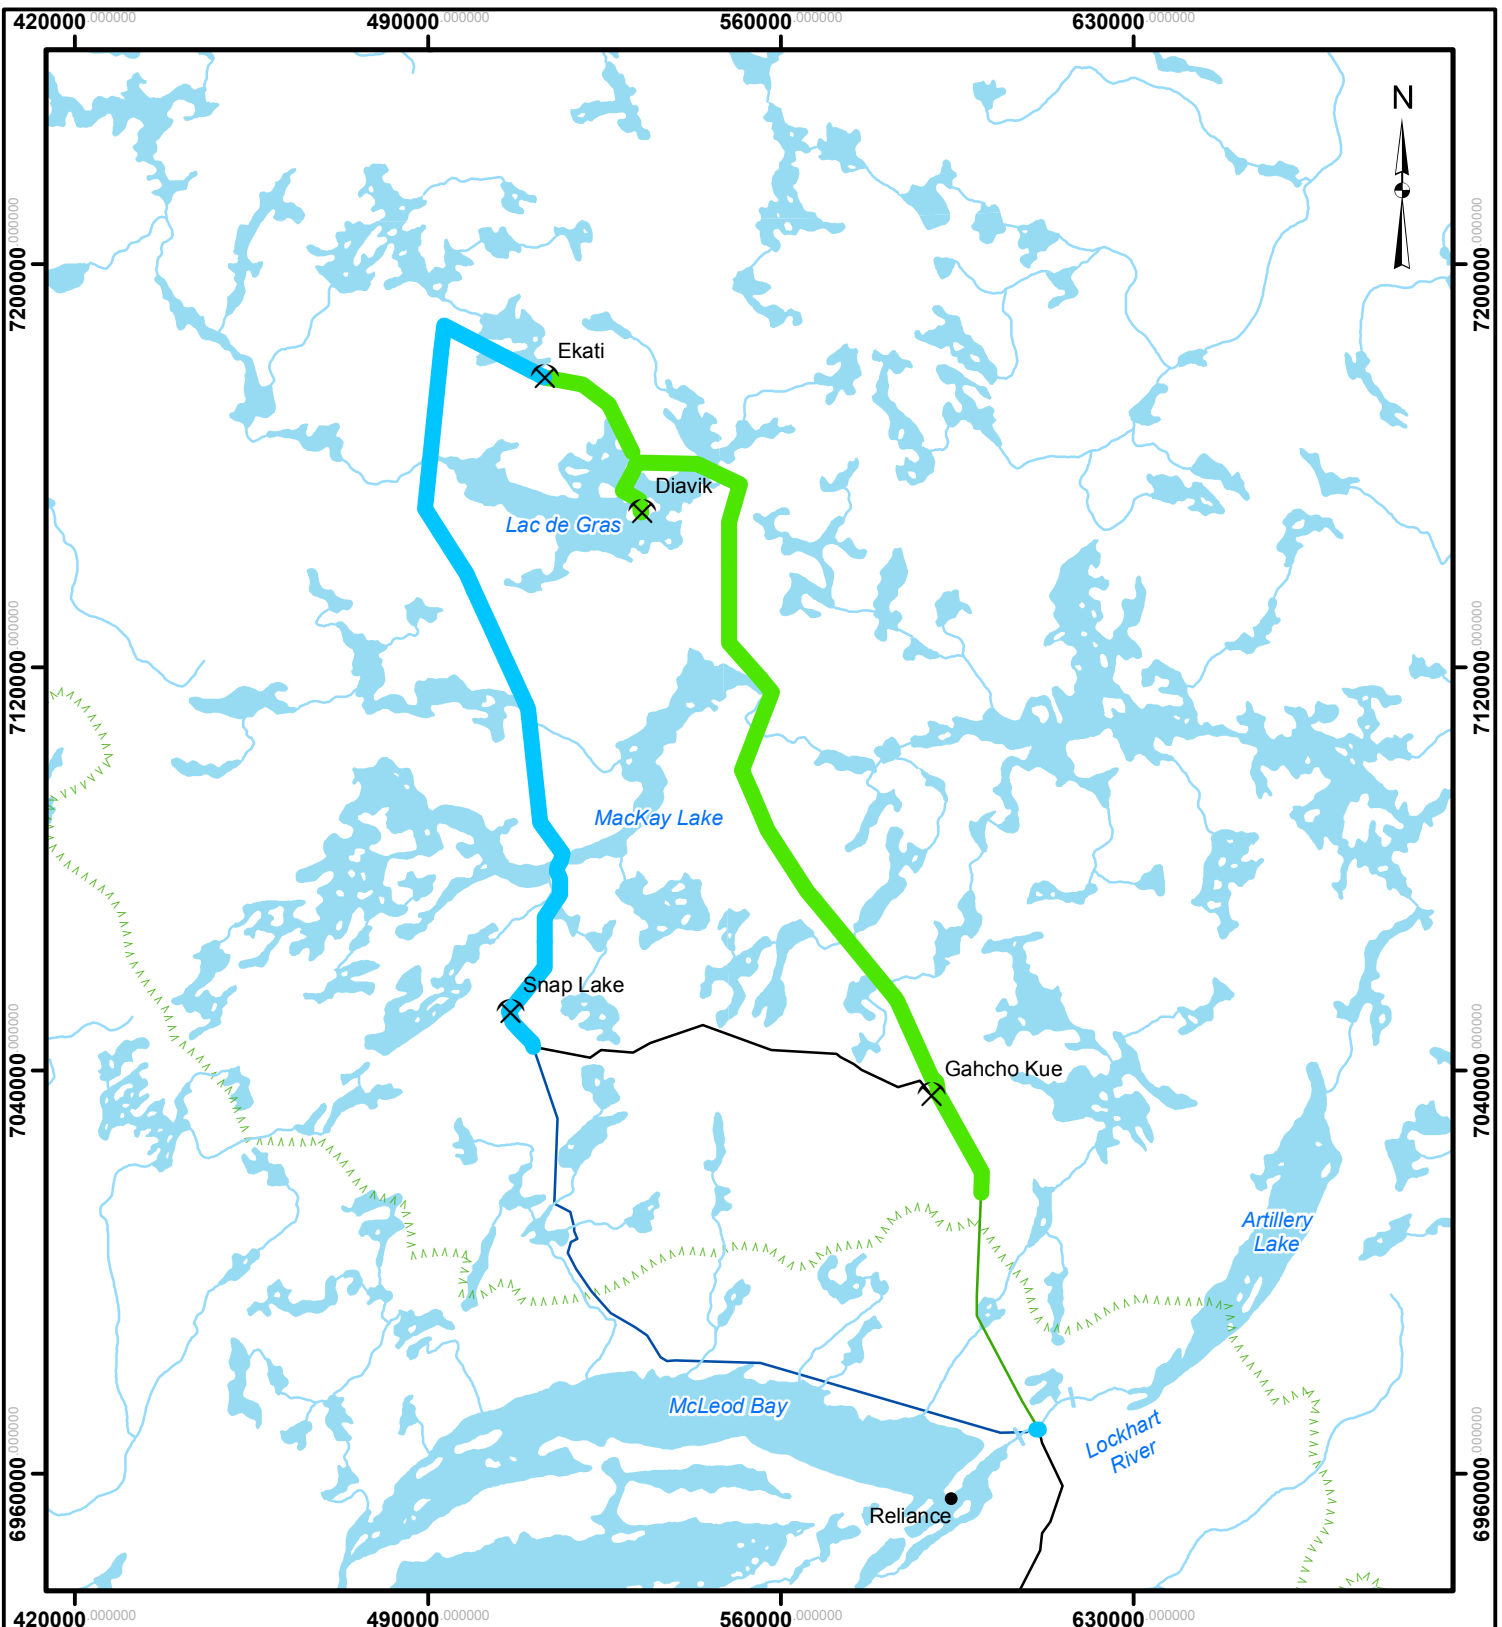 420000.000000 490000.000000 560000.000000 630000.000000
N
7200000.000000
7200000.000000
Ekati
Diavik
Lac de Gras
7120000.000000
7120000.000000
MacKay Lake
Snap Lake
7040000.000000
7040000.000000
Gahcho Kue
Artillery
Lake
McLeod Bay
Lockhart
River
6960000.000000
6960000.000000
Reliance
420000.000000 490000.000000 560000.000000 630000.000000